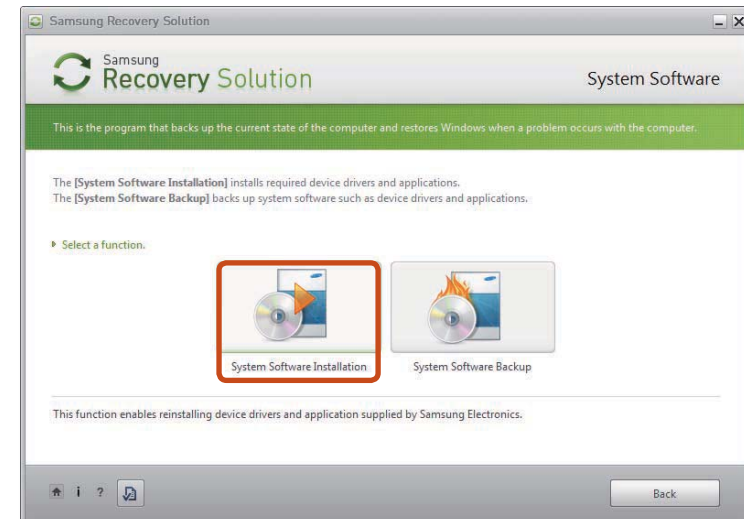 Samsung Recovery Solution
Samsung
Recovery Solution
System Software
This is the program that backs up the current state of the computer and restores Windows when a problem occurs with the computer.
The [System Software Installation] installs required device drivers and applications.
The [System Software Backup] backs up system software such as device drivers and applications.
Select a function.
System Software Installation
System Software Backup
This function enables reinstalling device drivers and application supplied by Samsung Electronics.
i ?
Back